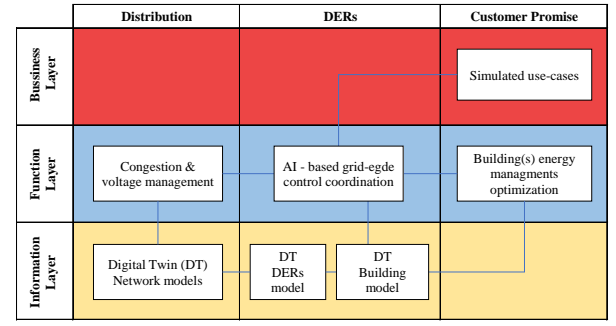 Distribution
DERs
Customer Promise
Bussiness
Layer
Simulated use-cases
Function
Layer
Congestion &
voltage management
AI - based grid-egde
control coordination
Building(s) energy
managments
optimization
Information
Layer
Digital Twin (DT)
Network models
DT
DERs
model
DT
Building
model